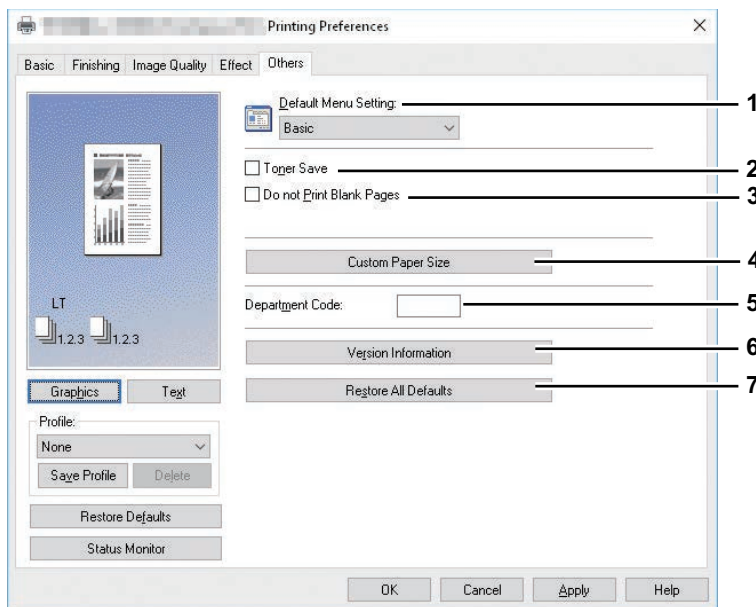 Printing Preferences
Basic Finishing Image Quality Effect Others
Default Menu Setting: 1
Basic
Toner Save 2
Do not Print Blank Pages 3
Custom Paper Size 4
LT
1.2.3 1.2.3
Department Code: 5
Version Information 6
Graphics Text
Restore All Defaults 7
Profile:
None
Save Profile Delete
Restore Defaults
Status Monitor
OK Cancel Apply Help